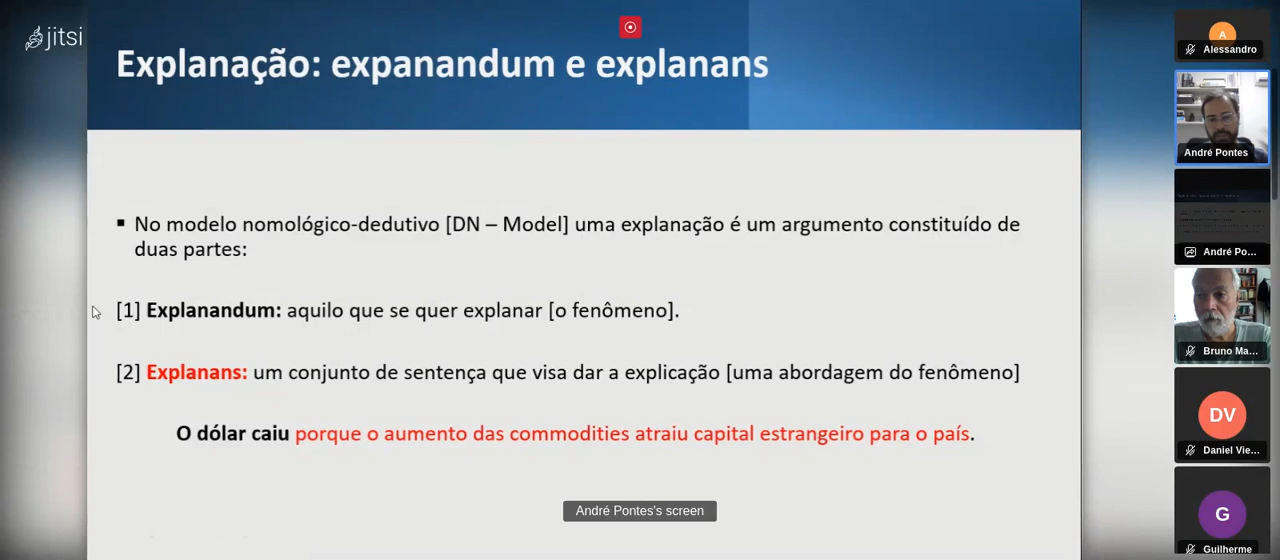 jitsi
Explanação: expanandum e explanans
▪ No modelo nomológico-dedutivo [DN – Model] uma explanação é um argumento constituído de
duas partes:
[1] Explanandum: aquilo que se quer explanar [o fenômeno].
[2] Explanans: um conjunto de sentença que visa dar a explicação [uma abordagem do fenômeno]
O dólar caiu porque o aumento das commodities atraiu capital estrangeiro para o país.
André Pontes's screen
A
Alessandro
André Pontes
André Po...
Bruno Ma...
DV
Daniel Vie...
G
Guilherme